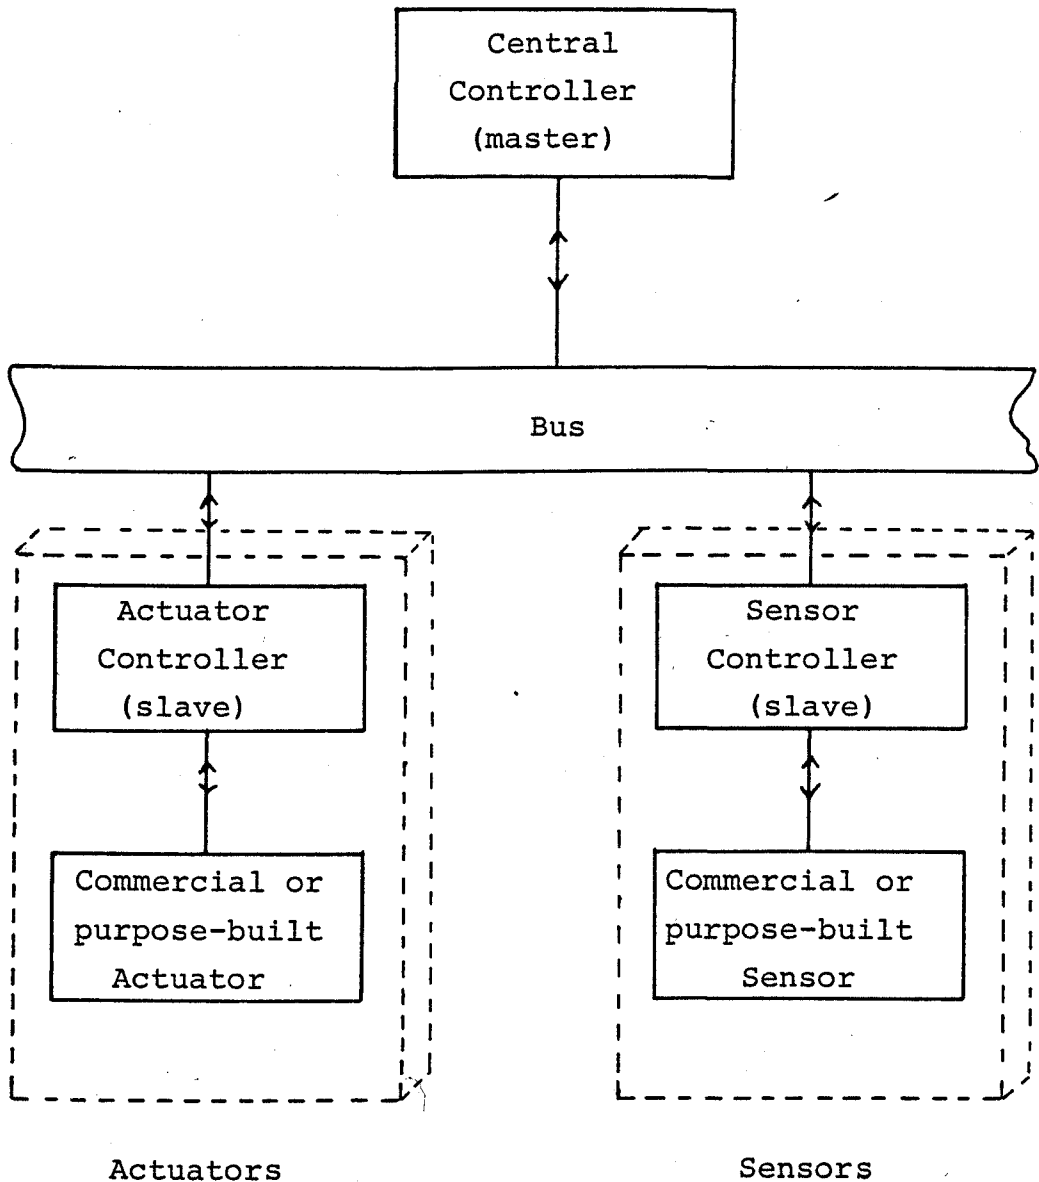 Central
Controller
(master)
Bus
Actuator
Controller
(slave)
Sensor
Controller
(slave)
Commercial or
purpose-built
Actuator
Commercial or
purpose-built
Sensor
Actuators
Sensors